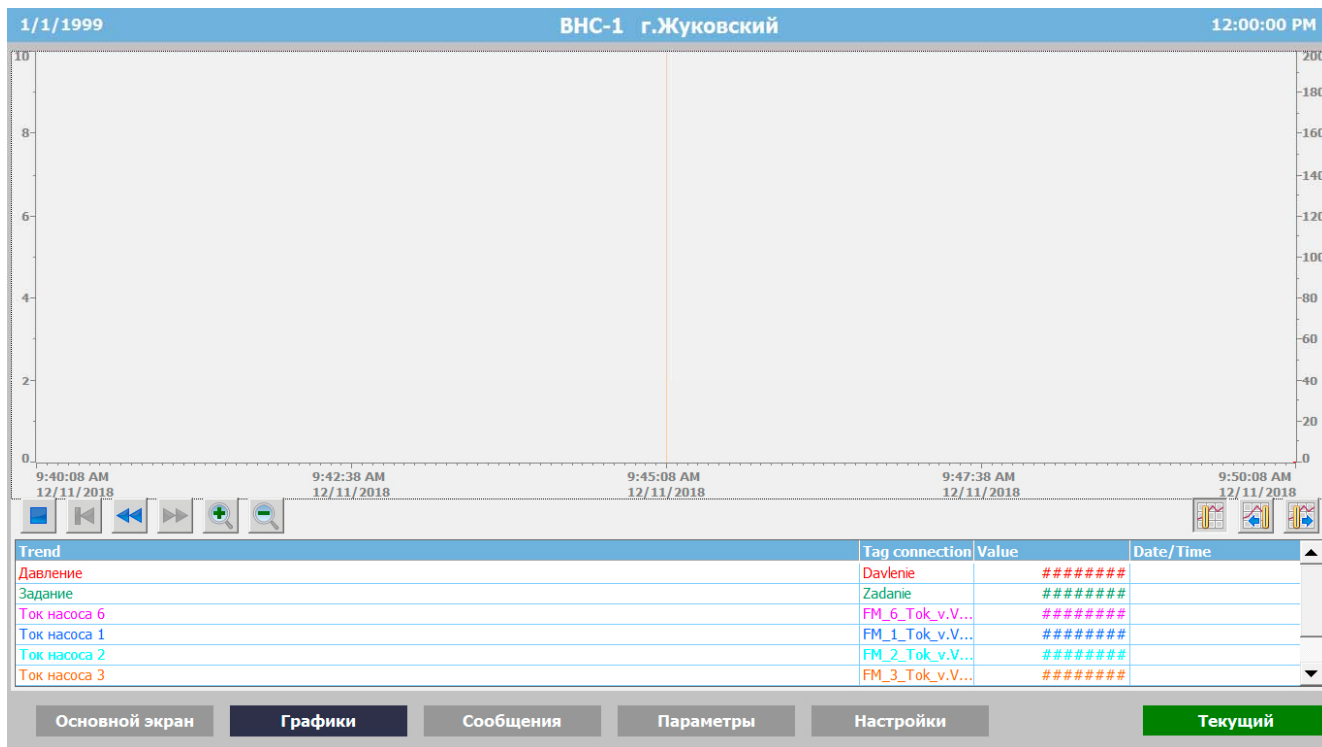 1/1/1999 ВНС-1 г.Жуковский 12:00:00 PM
10 200
180
8 160
140
6 120
100
4 80
60
2 40
20
0 0
9:40:08 AM 9:42:38 AM 9:45:08 AM 9:47:38 AM 9:50:08 AM
12/11/2018 12/11/2018 12/11/2018 12/11/2018 12/11/2018
Trend Tag connection Value Date/Time
Давление Davlenie ########
Задание Zadanie ########
Ток насоса 6 FM_6_Tok_v.V... ########
Ток насоса 1 FM_1_Tok_v.V... ########
Ток насоса 2 FM_2_Tok_v.V... ########
Ток насоса 3 FM_3_Tok_v.V... ########
Основной экран Графики Сообщения Параметры Настройки Текущий